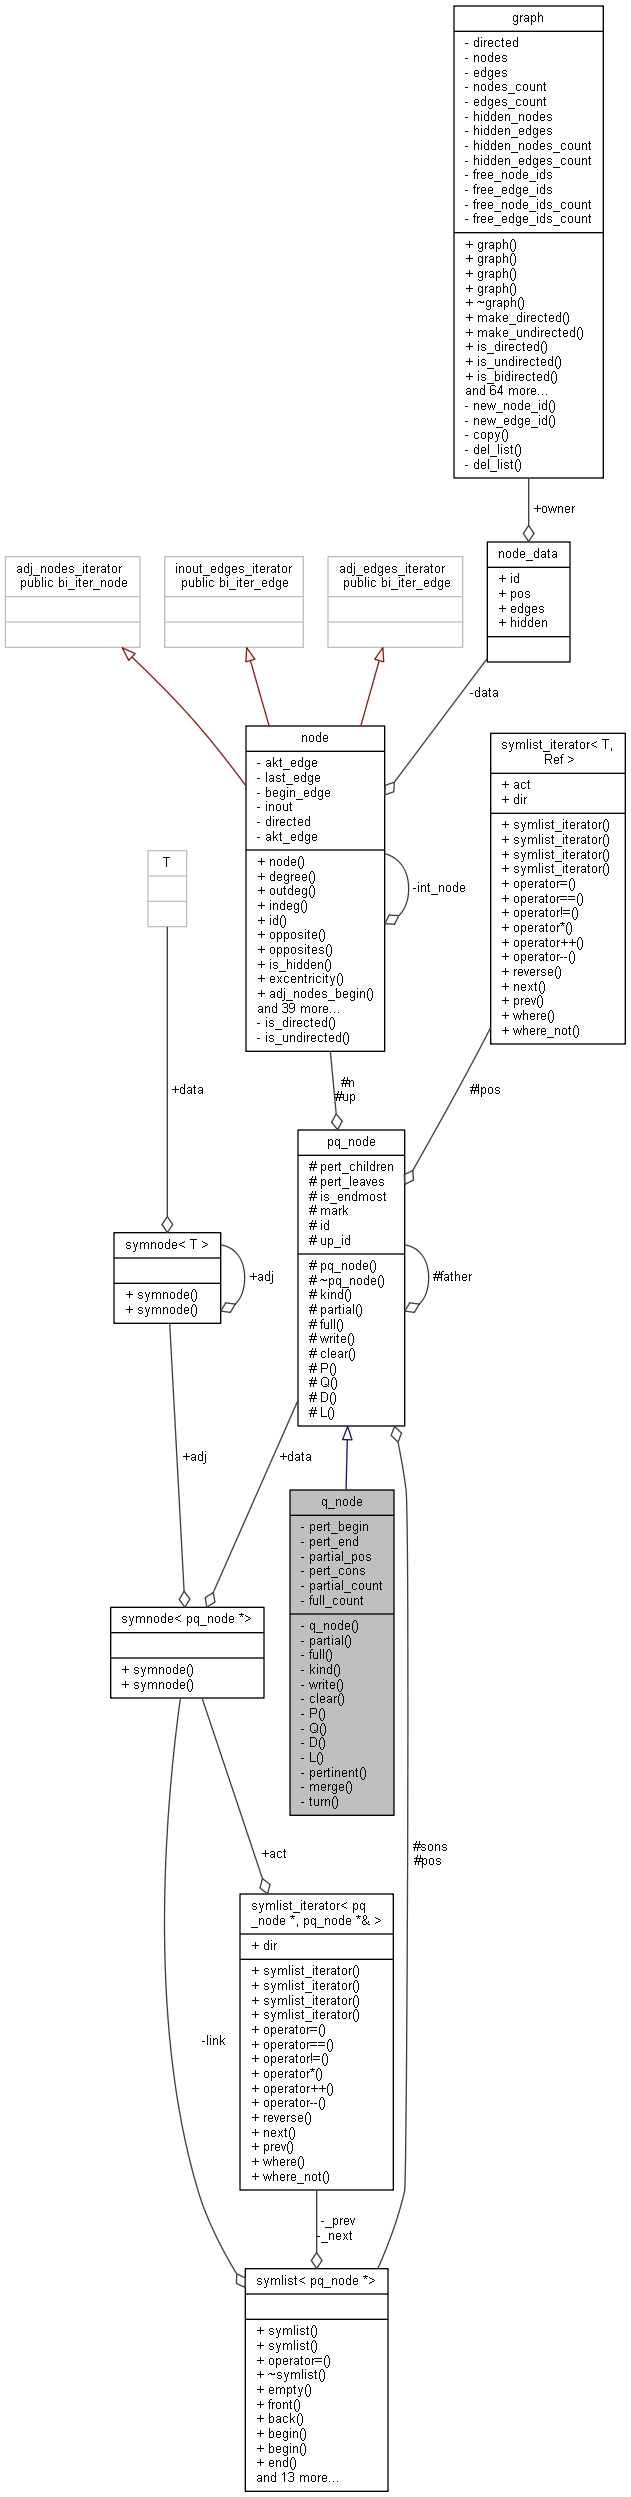 graph
- directed
- nodes
- edges
- nodes_count
- edges_count
- hidden_nodes
- hidden_edges
- hidden_nodes_count
- hidden_edges_count
- free_node_ids
- free_edge_ids
- free_node_ids_count
- free_edge_ids_count
+ graph()
+ graph()
+ graph()
+ graph()
+ ~graph()
+ make_directed()
+ make_undirected()
+ is_directed()
+ is_undirected()
+ is_bidirected()
and 64 more...
- new_node_id()
- new_edge_id()
- copy()
- del_list()
- del_list()
+owner
node_data
+ id
+ pos
+ edges
+ hidden
adj_nodes_iterator
public bi_iter_node
inout_edges_iterator
public bi_iter_edge
adj_edges_iterator
public bi_iter_edge
-data
node
- akt_edge
- last_edge
- begin_edge
- inout
- directed
- akt_edge
+ node()
+ degree()
+ outdeg()
+ indeg()
+ id()
+ opposite()
+ opposites()
+ is_hidden()
+ excentricity()
+ adj_nodes_begin()
and 39 more...
- is_directed()
- is_undirected()
-int_node
symlist_iterator< T,
Ref >
+ act
+ dir
+ symlist_iterator()
+ symlist_iterator()
+ symlist_iterator()
+ symlist_iterator()
+ operator=()
+ operator==()
+ operator!=()
+ operator*()
+ operator++()
+ operator--()
+ reverse()
+ next()
+ prev()
+ where()
+ where_not()
T
+data
#n
#up
#lpos
pq_node
# pert_children
# pert_leaves
# is_endmost
# mark
# id
# up_id
# pq_node()
# ~pq_node()
# kind()
# partial()
# full()
# write()
# clear()
# P()
# Q()
# D()
# L()
#father
symnode< T >
+ symnode()
+ symnode()
+adj
+adj
+data
q_node
- pert_begin
- pert_end
- partial_pos
- pert_cons
- partial_count
- full_count
- q_node()
- partial()
- full()
- kind()
- write()
- clear()
- P()
- Q()
- D()
- L()
- pertinent()
- merge()
- turn()
symnode< pq_node *>
+ symnode()
+ symnode()
+act
#sons
#pos
symlist_iterator< pq
_node *, pq_node *& >
+ dir
+ symlist_iterator()
+ symlist_iterator()
+ symlist_iterator()
+ symlist_iterator()
+ operator=()
+ operator==()
+ operator!=()
+ operator*()
+ operator++()
+ operator--()
+ reverse()
+ next()
+ prev()
+ where()
+ where_not()
-link
-_prev
-_next
symlist< pq_node *>
+ symlist()
+ symlist()
+ operator=()
+ ~symlist()
+ empty()
+ front()
+ back()
+ begin()
+ begin()
+ end()
and 13 more...